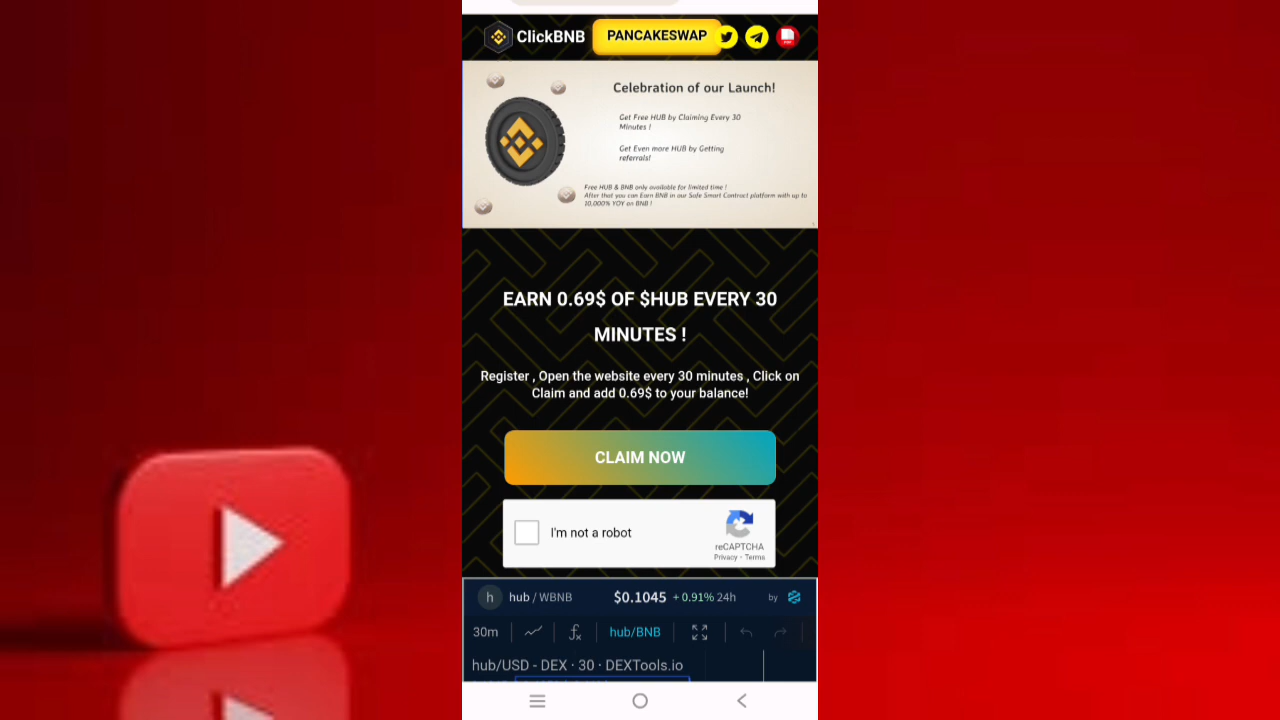 ClickBNB PANCAKESWAP
Celebration of our Launch!
Get Free HUB by Claiming Every 30
Minutes !
Get Even more HUB by Getting
referrals!
Free HUB & BNB only available for limited time !
After that you can Earn BNB in our Safe Smart Contract platform with up to
10,000% YOY on BNB !
EARN 0.69$ OF $HUB EVERY 30
MINUTES !
Register , Open the website every 30 minutes , Click on
Claim and add 0.69$ to your balance!
CLAIM NOW
I'm not a robot
reCAPTCHA
Privacy - Terms
h hub / WBNB $0.1045 + 0.91% 24h by
30m fx hub/BNB
hub/USD - DEX · 30 · DEXTools.io